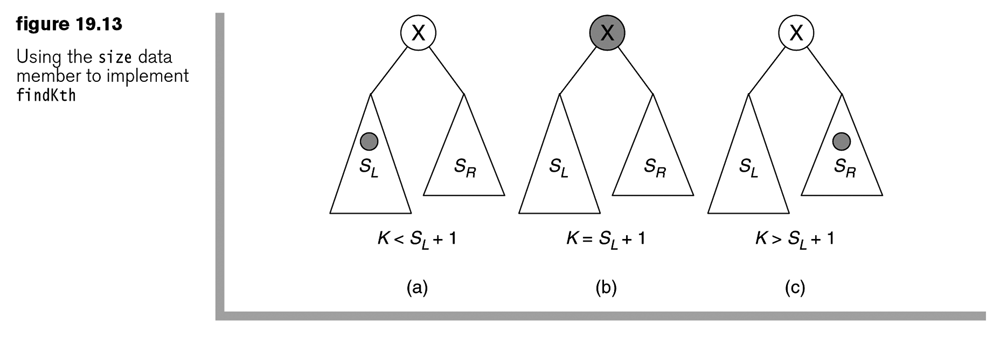 figure 19.13
Using the size data
member to implement
findKth
X X X
S_L S_R S_L S_R S_L S_R
K < S_L + 1 K = S_L + 1 K > S_L + 1
(a) (b) (c)